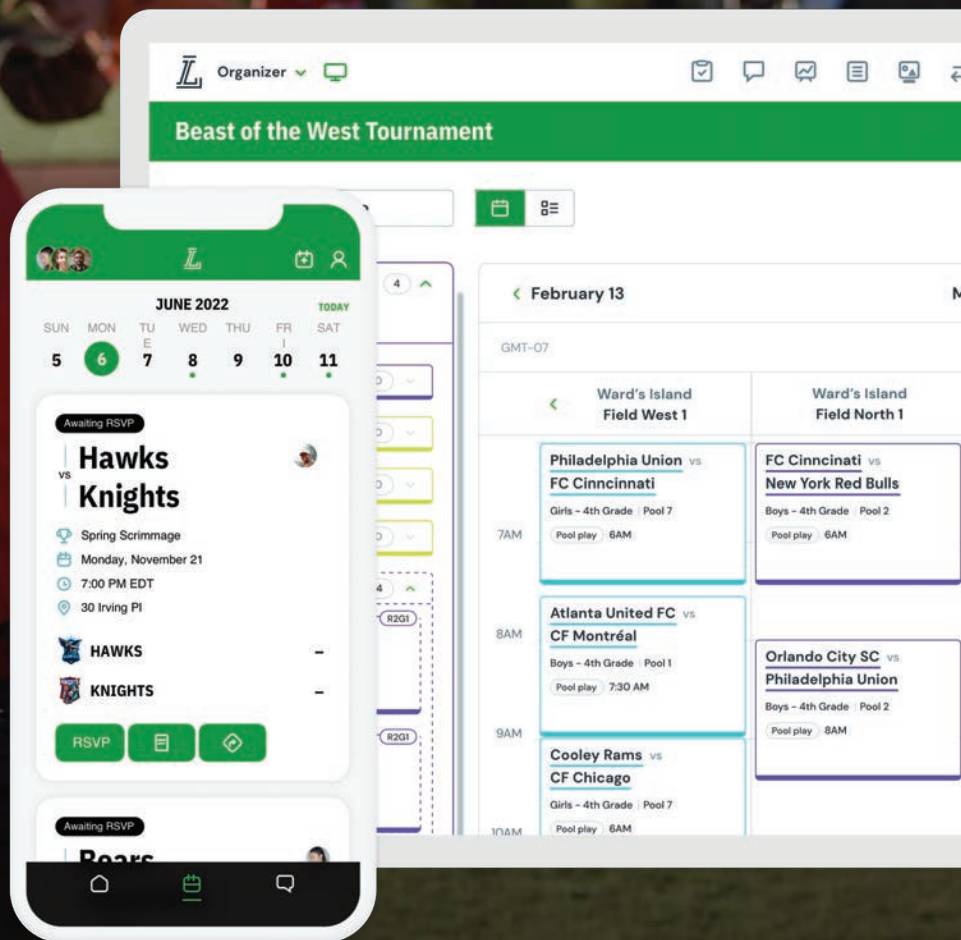 Organizer
Beast of the West Tournament
4
February 13
GMT-07
Ward's Island
Field West 1
Ward's Island
Field North 1
7AM
8AM
9AM
10AM
Philadelphia Union vs
FC Cinncinnati
Girls - 4th Grade | Pool 7
Pool play 6AM
Atlanta United FC vs
CF Montréal
Boys - 4th Grade | Pool 1
Pool play 7:30 AM
Cooley Rams vs
CF Chicago
Girls - 4th Grade | Pool 7
Pool play 6AM
FC Cinncinati vs
New York Red Bulls
Boys - 4th Grade | Pool 2
Pool play 6AM
Orlando City SC vs
Philadelphia Union
Boys - 4th Grade | Pool 2
Pool play 8AM
4
R2G1
R2G1
JUNE 2022
TODAY
SUN MON TUE WED THU FRI SAT
5 6 7 8 9 10 11
Awaiting RSVP
Hawks
vs
Knights
Spring Scrimmage
Monday, November 21
7:00 PM EDT
30 Irving Pl
HAWKS –
KNIGHTS –
RSVP
Awaiting RSVP
Bears